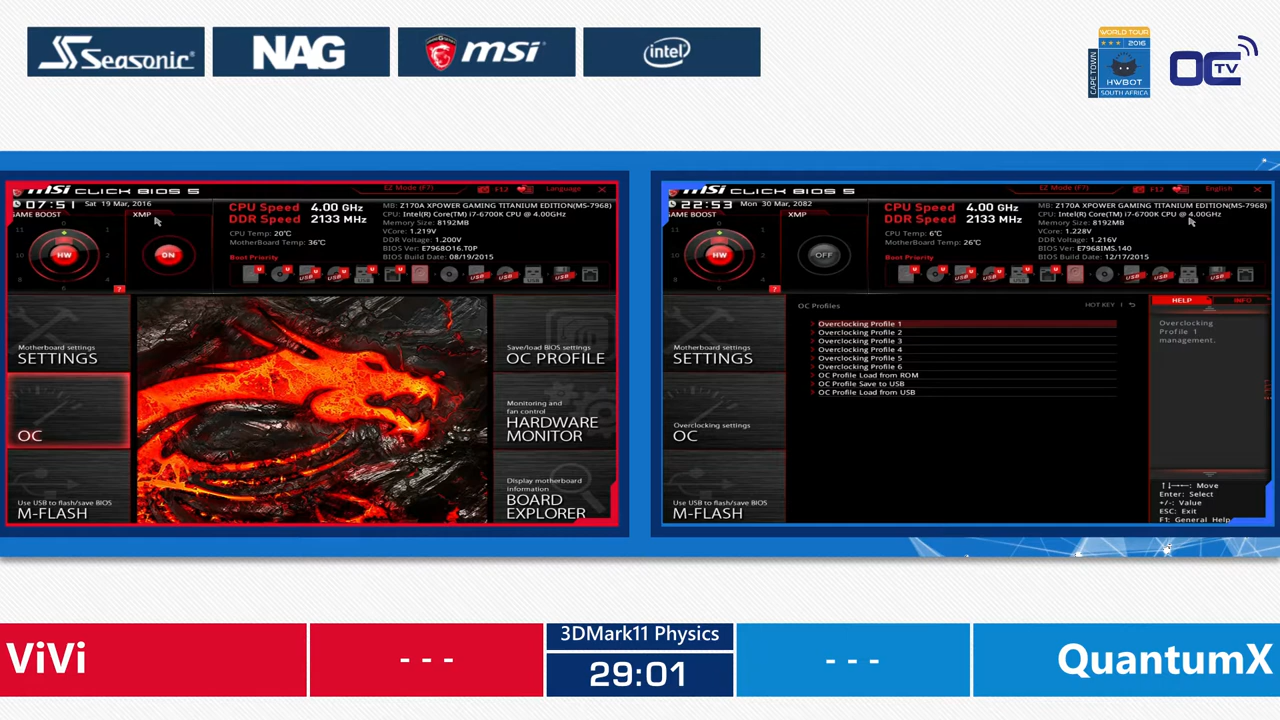 Seasonic
NAG
msi
intel
WORLD TOUR
2016
CAPE TOWN
HWBOT
SOUTH AFRICA
OCTV
msi CLICK BIOS 5
EZ Mode (F7)
F12
Language
X
07:51 Sat 19 Mar, 2016
GAME BOOST
XMP
HW
ON
CPU Speed 4.00 GHz
DDR Speed 2133 MHz
CPU Temp: 20°C
MotherBoard Temp: 36°C
Boot Priority
MB: Z170A XPOWER GAMING TITANIUM EDITION(MS-7968)
CPU: Intel(R) Core(TM) i7-6700K CPU @ 4.00GHz
Memory Size: 8192MB
VCore: 1.219V
DDR Voltage: 1.200V
BIOS Ver: E7968O16.T0P
BIOS Build Date: 08/19/2015
Motherboard settings
SETTINGS
OC
Use USB to flash/save BIOS
M-FLASH
Save/load BIOS settings
OC PROFILE
Monitoring and
fan control
HARDWARE
MONITOR
Display motherboard
information
BOARD
EXPLORER
msi CLICK BIOS 5
EZ Mode (F7)
F12
English
X
22:53 Mon 30 Mar, 2082
GAME BOOST
XMP
HW
OFF
CPU Speed 4.00 GHz
DDR Speed 2133 MHz
CPU Temp: 6°C
MotherBoard Temp: 26°C
Boot Priority
MB: Z170A XPOWER GAMING TITANIUM EDITION(MS-7968)
CPU: Intel(R) Core(TM) i7-6700K CPU @ 4.00GHz
Memory Size: 8192MB
VCore: 1.228V
DDR Voltage: 1.216V
BIOS Ver: E7968IMS.140
BIOS Build Date: 12/17/2015
Motherboard settings
SETTINGS
Overclocking settings
OC
Use USB to flash/save BIOS
M-FLASH
OC Profiles
HOT KEY
Overclocking Profile 1
Overclocking Profile 2
Overclocking Profile 3
Overclocking Profile 4
Overclocking Profile 5
Overclocking Profile 6
OC Profile Load from ROM
OC Profile Save to USB
OC Profile Load from USB
HELP
INFO
Overclocking
Profile 1
management.
↑↓→←: Move
Enter: Select
+/-: Value
ESC: Exit
F1: General Help
ViVi
---
3DMark11 Physics
29:01
---
QuantumX